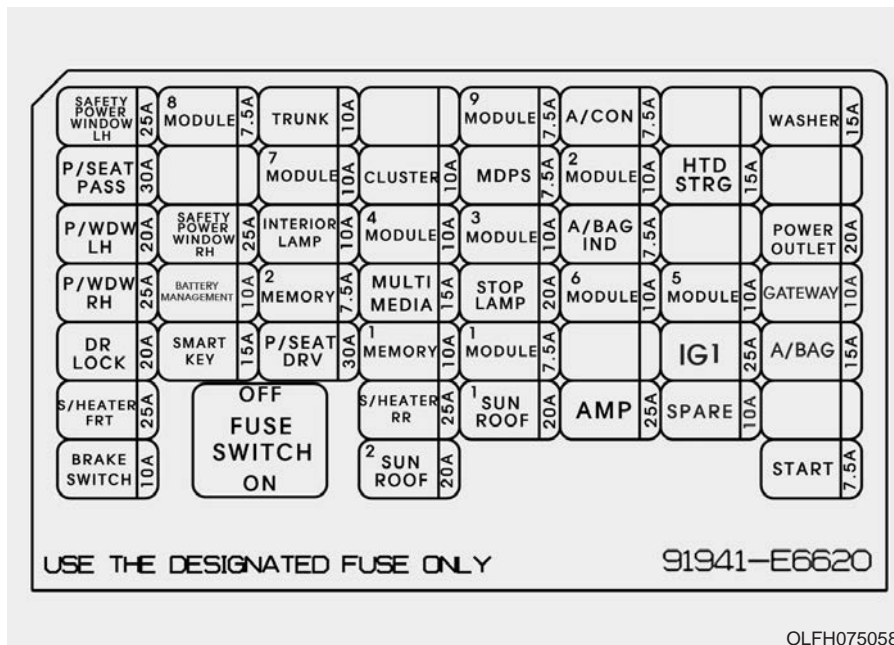 SAFETY
POWER
WINDOW
LH
25A
8
MODULE
7.5A
TRUNK
10A
9
MODULE
7.5A
A/CON
7.5A
WASHER
15A
P/SEAT
PASS
30A
7
MODULE
10A
CLUSTER
10A
MDPS
7.5A
2
MODULE
10A
HTD
STRG
15A
P/WDW
LH
20A
SAFETY
POWER
WINDOW
RH
25A
INTERIOR
LAMP
10A
4
MODULE
10A
3
MODULE
10A
A/BAG
IND
7.5A
POWER
OUTLET
20A
P/WDW
RH
25A
BATTERY
MANAGEMENT
10A
2
MEMORY
7.5A
MULTI
MEDIA
15A
STOP
LAMP
20A
6
MODULE
10A
5
MODULE
10A
GATEWAY
10A
DR
LOCK
20A
SMART
KEY
15A
P/SEAT
DRV
30A
1
MEMORY
10A
1
MODULE
7.5A
IG1
25A
A/BAG
15A
S/HEATER
FRT
25A
OFF
FUSE
SWITCH
ON
S/HEATER
RR
25A
1
SUN
ROOF
20A
AMP
25A
SPARE
10A
BRAKE
SWITCH
10A
2
SUN
ROOF
20A
START
7.5A
USE THE DESIGNATED FUSE ONLY
91941-E6620
OLFH075058